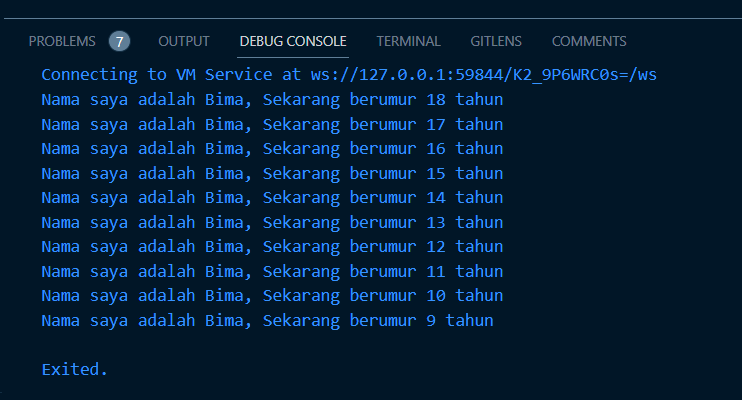 PROBLEMS 7 OUTPUT DEBUG CONSOLE TERMINAL GITLENS COMMENTS
Connecting to VM Service at ws://127.0.0.1:59844/K2_9P6WRC0s=/ws
Nama saya adalah Bima, Sekarang berumur 18 tahun
Nama saya adalah Bima, Sekarang berumur 17 tahun
Nama saya adalah Bima, Sekarang berumur 16 tahun
Nama saya adalah Bima, Sekarang berumur 15 tahun
Nama saya adalah Bima, Sekarang berumur 14 tahun
Nama saya adalah Bima, Sekarang berumur 13 tahun
Nama saya adalah Bima, Sekarang berumur 12 tahun
Nama saya adalah Bima, Sekarang berumur 11 tahun
Nama saya adalah Bima, Sekarang berumur 10 tahun
Nama saya adalah Bima, Sekarang berumur 9 tahun
Exited.